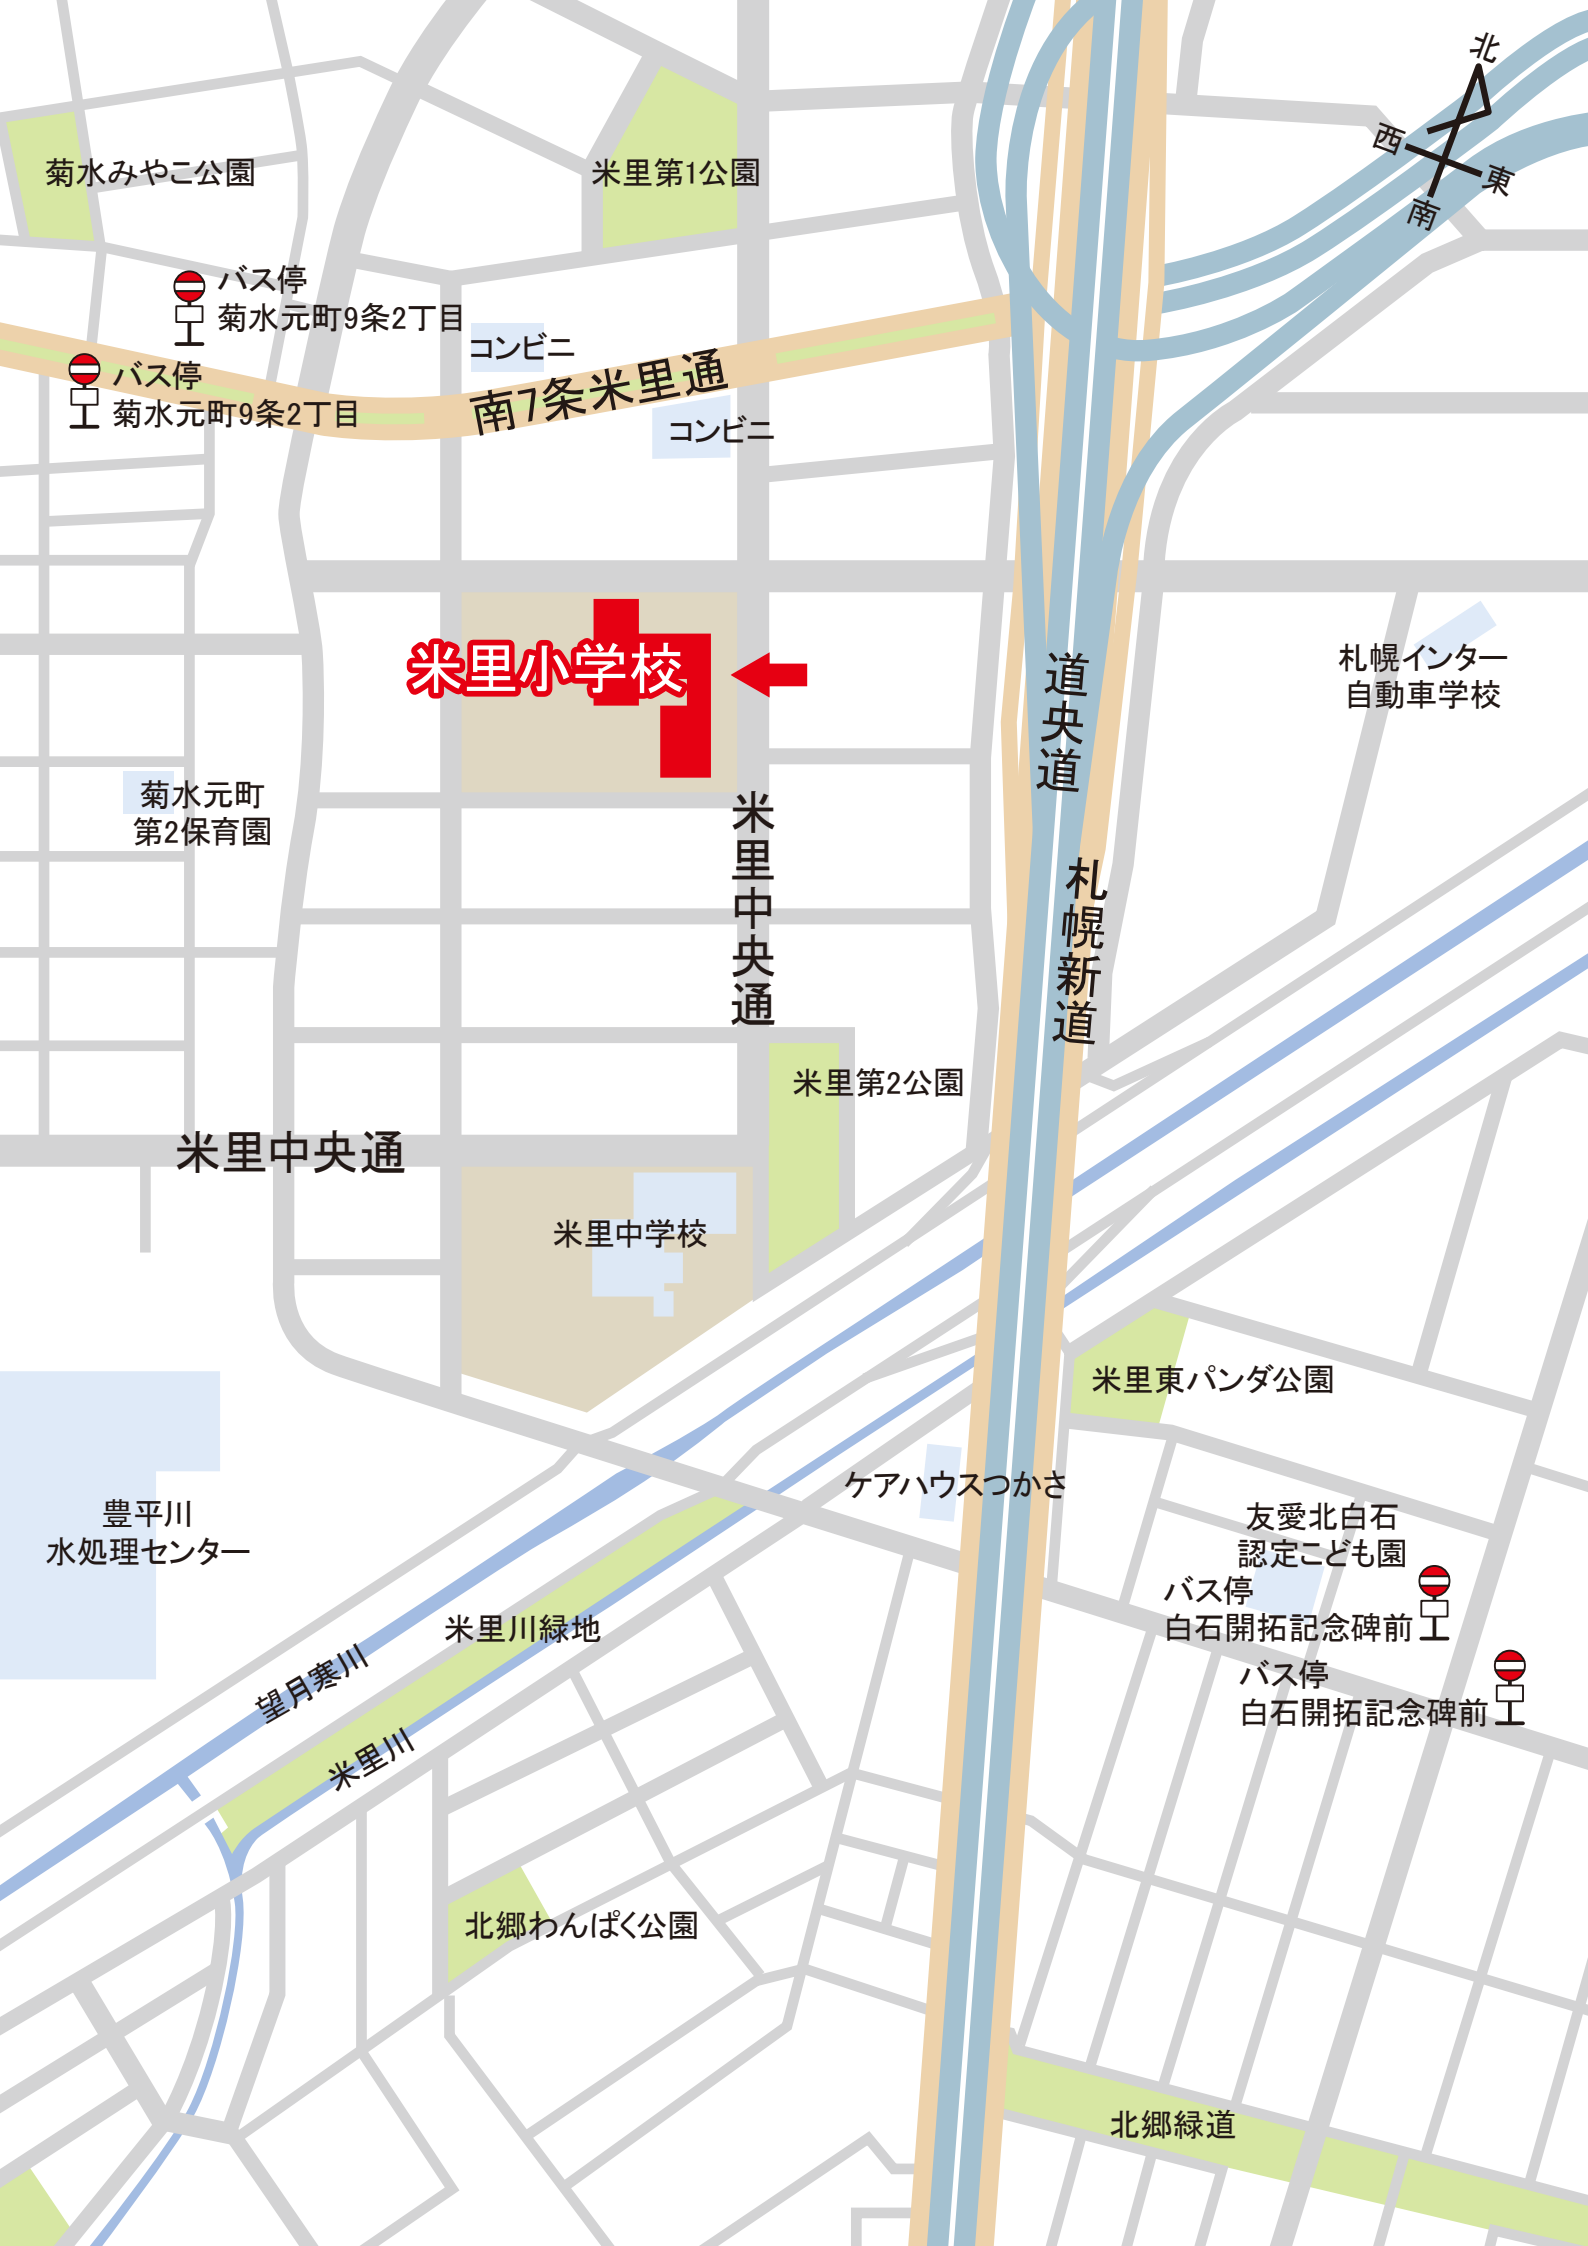 北
西
東
南
菊水みやこ公園
米里第1公園
バス停
菊水元町9条2丁目
コンビニ
南7条米里通
バス停
菊水元町9条2丁目
コンビニ
米里小学校
道央道
札幌インター
自動車学校
菊水元町
第2保育園
米里中央通
札幌新道
米里第2公園
米里中央通
米里中学校
米里東パンダ公園
ケアハウスつかさ
豊平川
水処理センター
友愛北白石
認定こども園
バス停
白石開拓記念碑前
米里川緑地
望月寒川
バス停
白石開拓記念碑前
米里川
北郷わんぱく公園
北郷緑道